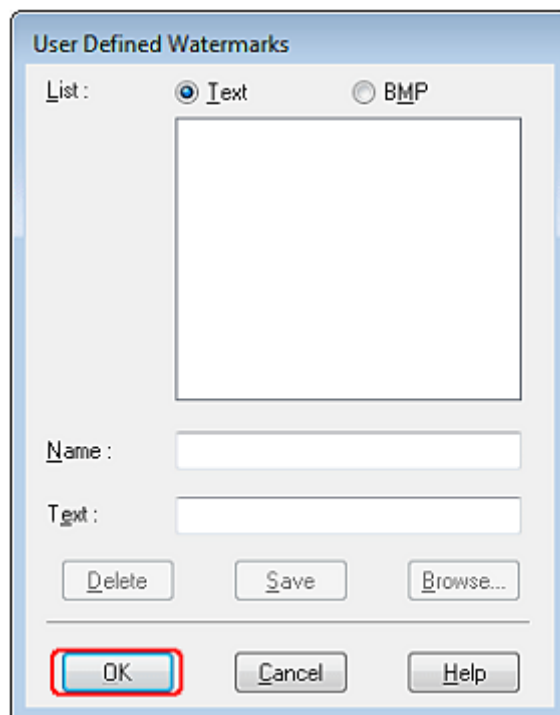 User Defined Watermarks
List : Text BMP
Name :
Text :
Delete Save Browse...
OK Cancel Help